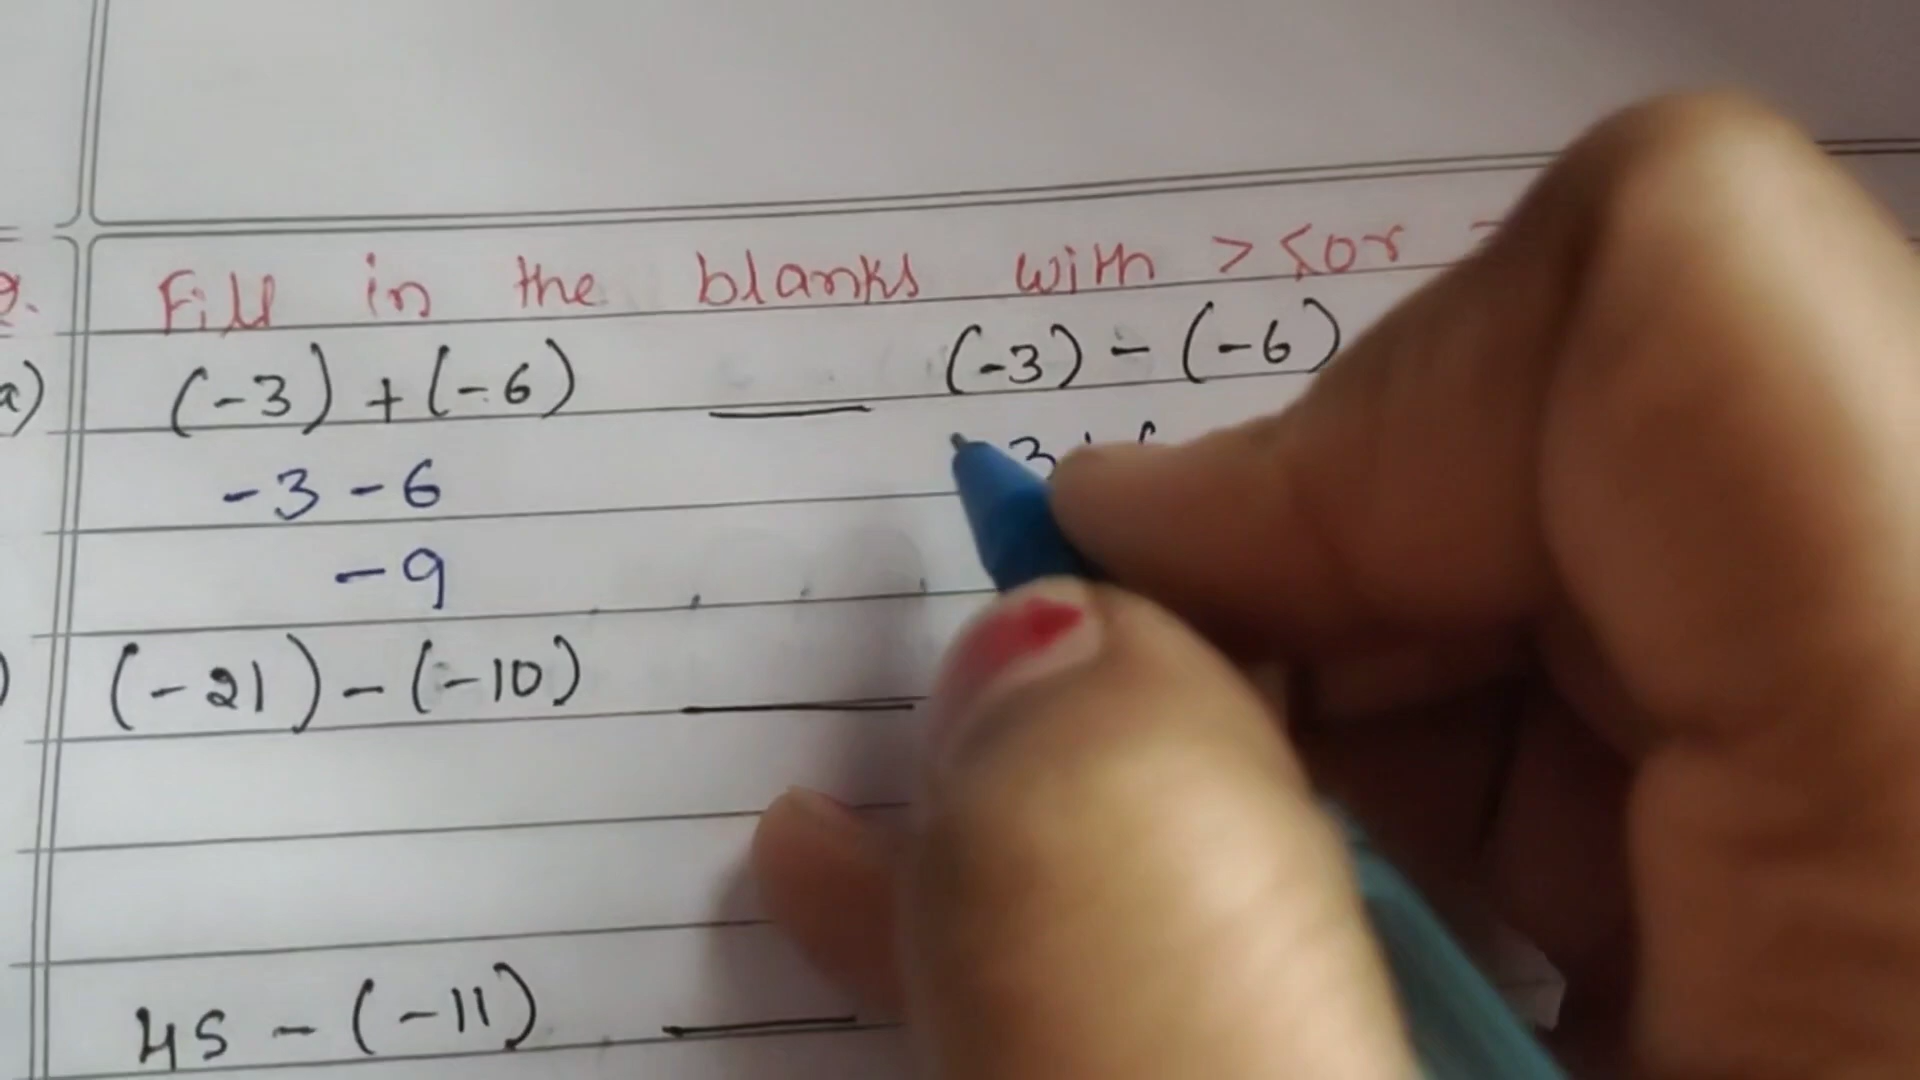 Q. Fill in the blanks with > < or =
a) (-3) + (-6) ____ (-3) - (-6)
-3 - 6 3 +
-9
) (-21) - (-10) ____
45 - (-11) ____